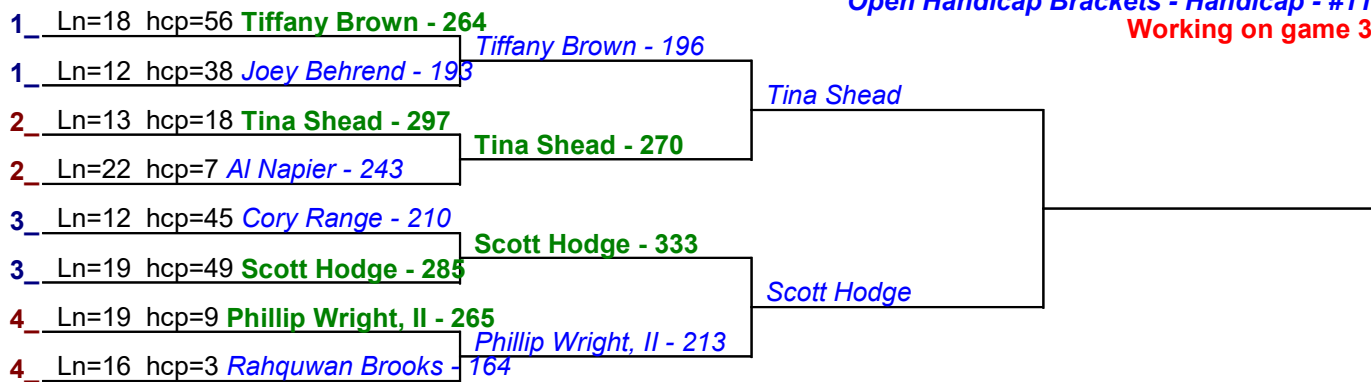 Open Handicap Brackets - Handicap - #11
Working on game 3
1_ Ln=18 hcp=56 Tiffany Brown - 264
Tiffany Brown - 196
1_ Ln=12 hcp=38 Joey Behrend - 193
Tina Shead
2_ Ln=13 hcp=18 Tina Shead - 297
Tina Shead - 270
2_ Ln=22 hcp=7 Al Napier - 243
3_ Ln=12 hcp=45 Cory Range - 210
Scott Hodge - 333
3_ Ln=19 hcp=49 Scott Hodge - 285
Scott Hodge
4_ Ln=19 hcp=9 Phillip Wright, II - 265
Phillip Wright, II - 213
4_ Ln=16 hcp=3 Rahquwan Brooks - 164